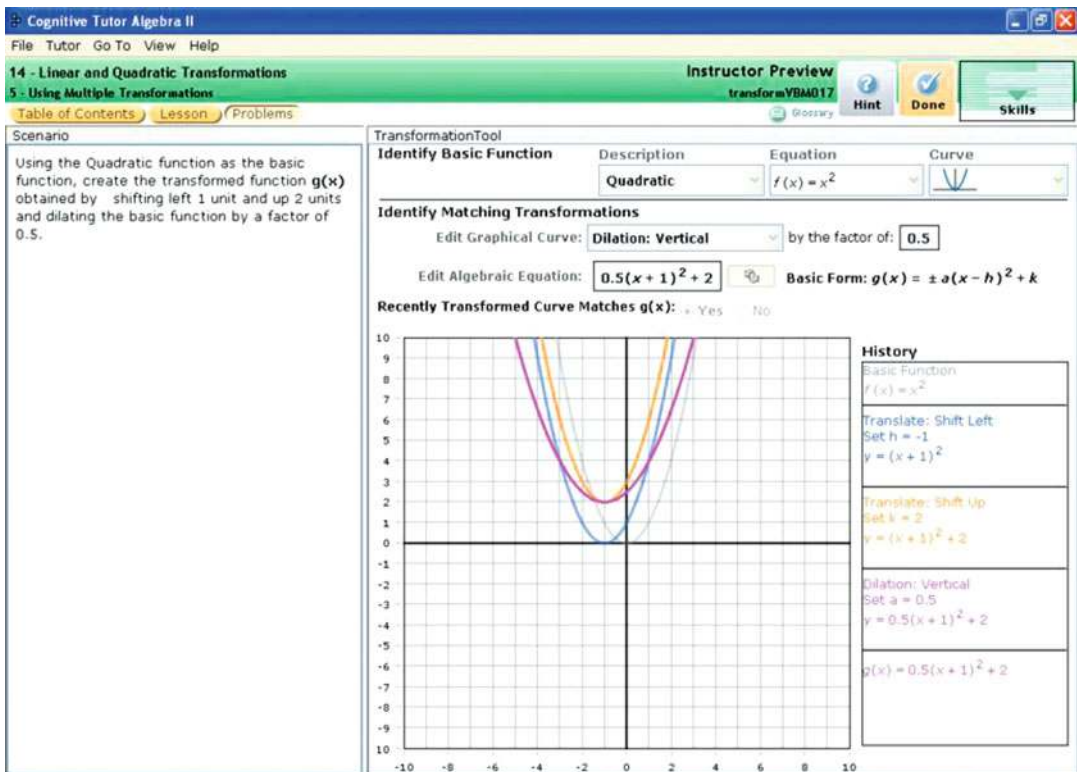 Cognitive Tutor Algebra II
File Tutor Go To View Help
14 - Linear and Quadratic Transformations
5 - Using Multiple Transformations
Instructor Preview
transformVBM017
Glossary
Hint
Done
Skills
Table of Contents Lesson Problems
Scenario
Using the Quadratic function as the basic
function, create the transformed function g(x)
obtained by shifting left 1 unit and up 2 units
and dilating the basic function by a factor of
0.5.
TransformationTool
Identify Basic Function Description Equation Curve
Quadratic f(x) = x²
Identify Matching Transformations
Edit Graphical Curve: Dilation: Vertical by the factor of: 0.5
Edit Algebraic Equation: 0.5(x + 1)² + 2 Basic Form: g(x) = ± a(x − h)² + k
Recently Transformed Curve Matches g(x): Yes No
10
9
8
7
6
5
4
3
2
1
0
-1
-2
-3
-4
-5
-6
-7
-8
-9
10
-10 -8 -6 -4 -2 0 2 4 6 8 10
History
Basic Function
f(x) = x²
Translate: Shift Left
Set h = -1
y = (x + 1)²
Translate: Shift Up
Set k = 2
y = (x + 1)² + 2
Dilation: Vertical
Set a = 0.5
y = 0.5(x + 1)² + 2
g(x) = 0.5(x + 1)² + 2